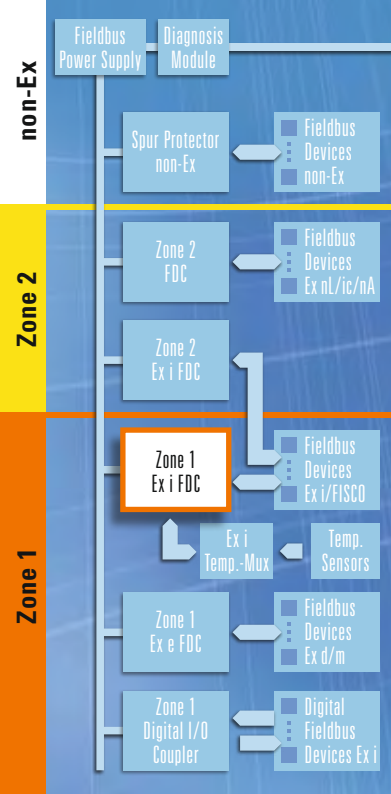 Fieldbus
Power Supply
Diagnosis
Module
non-Ex
Spur Protector
non-Ex
Fieldbus
Devices
non-Ex
Zone 2
Zone 2
FDC
Fieldbus
Devices
Ex nL/ic/nA
Zone 2
Ex i FDC
Zone 1
Zone 1
Ex i FDC
Fieldbus
Devices
Ex i/FISCO
Ex i
Temp.-Mux
Temp.
Sensors
Zone 1
Ex e FDC
Fieldbus
Devices
Ex d/m
Zone 1
Digital I/O
Coupler
Digital
Fieldbus
Devices Ex i